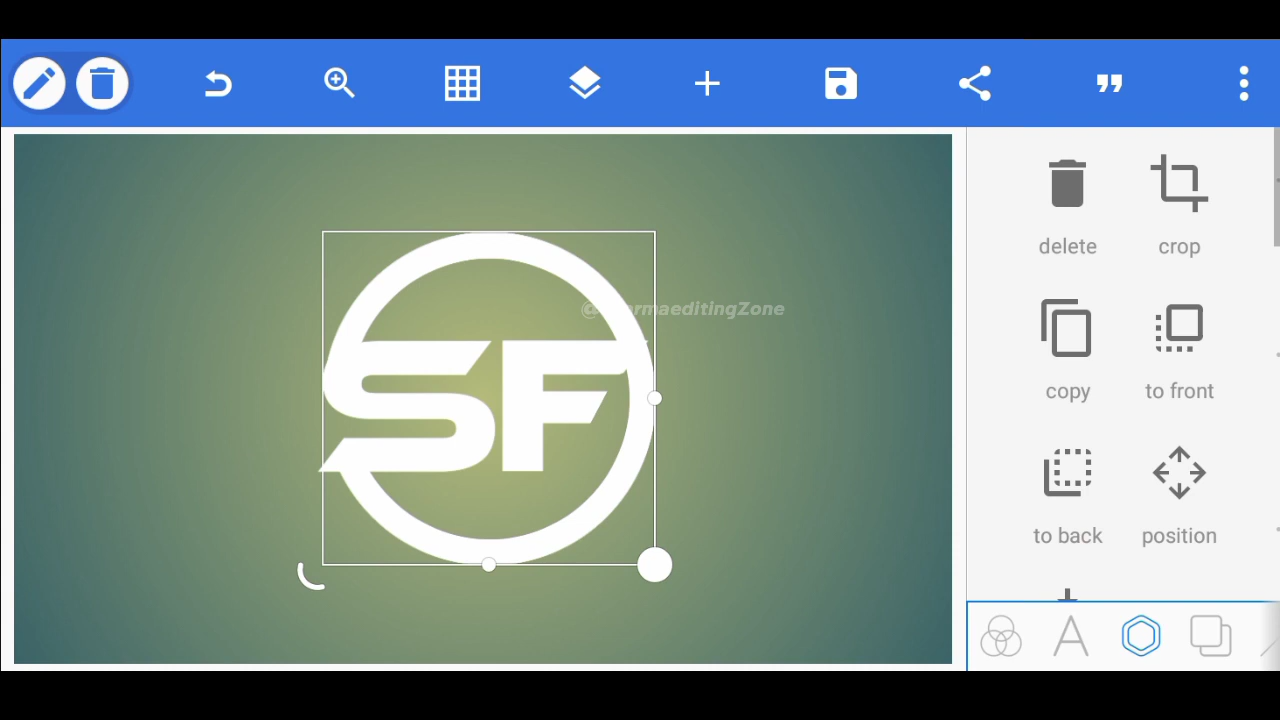 SF
delete
crop
copy
to front
to back
position